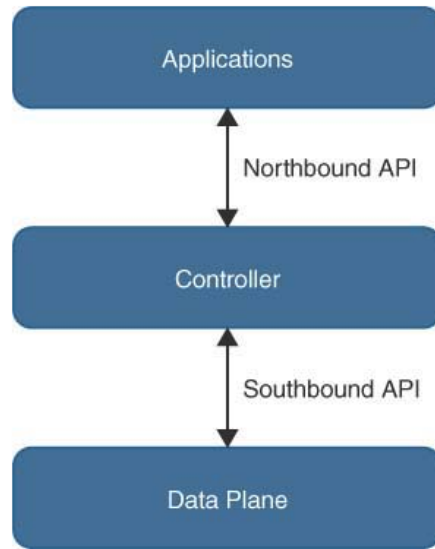 Applications
Northbound API
Controller
Southbound API
Data Plane